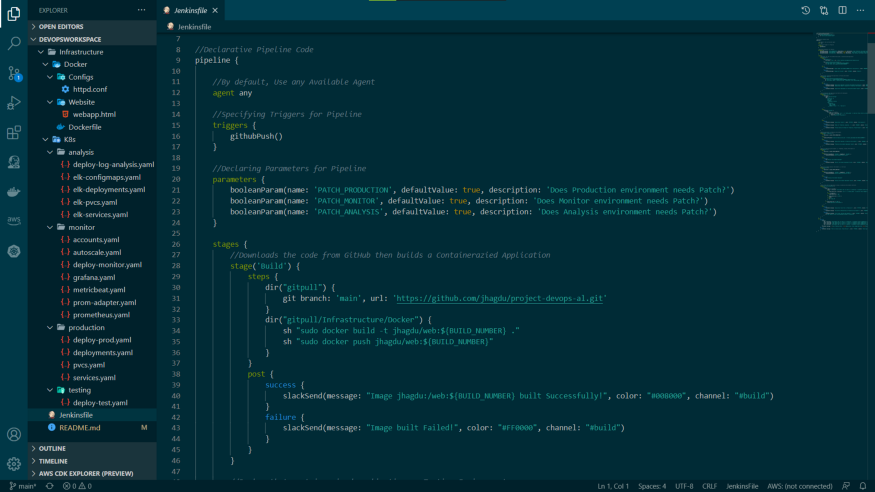 EXPLORER
Jenkinsfile
OPEN EDITORS
Jenkinsfile
DEVOPSWORKSPACE
Infrastructure
Docker
Configs
httpd.conf
Website
webapp.html
Dockerfile
K8s
analysis
deploy-log-analysis.yaml
elk-configmaps.yaml
elk-deployments.yaml
elk-pvcs.yaml
elk-services.yaml
monitor
accounts.yaml
autoscale.yaml
deploy-monitor.yaml
grafana.yaml
metricbeat.yaml
prom-adapter.yaml
prometheus.yaml
production
deploy-prod.yaml
deployments.yaml
pvcs.yaml
services.yaml
testing
deploy-test.yaml
Jenkinsfile
README.md M
OUTLINE
TIMELINE
AWS CDK EXPLORER (PREVIEW)
1
aws
7
8 //Declarative Pipeline Code
9 pipeline {
10
11 //By default, Use any Available Agent
12 agent any
13
14 //Specifying Triggers for Pipeline
15 triggers {
16 githubPush()
17 }
18
19 //Declaring Parameters for Pipeline
20 parameters {
21 booleanParam(name: 'PATCH_PRODUCTION', defaultValue: true, description: 'Does Production environment needs Patch?')
22 booleanParam(name: 'PATCH_MONITOR', defaultValue: true, description: 'Does Monitor environment needs Patch?')
23 booleanParam(name: 'PATCH_ANALYSIS', defaultValue: true, description: 'Does Analysis environment needs Patch?')
24 }
25
26 stages {
27 //Downloads the code from GitHub then builds a Containerazied Application
28 stage('Build') {
29 steps {
30 dir("gitpull") {
31 git branch: 'main', url: 'https://github.com/jhagdu/project-devops-al.git'
32 }
33 dir("gitpull/Infrastructure/Docker") {
34 sh "sudo docker build -t jhagdu/web:${BUILD_NUMBER} ."
35 sh "sudo docker push jhagdu/web:${BUILD_NUMBER}"
36 }
37 }
38 post {
39 success {
40 slackSend(message: "Image jhagdu:/web:${BUILD_NUMBER} built Successfully!", color: "#008000", channel: "#build")
41 }
42 failure {
43 slackSend(message: "Image built Failed!", color: "#FF0000", channel: "#build")
44 }
45 }
46 }
47
main* 0 0 Ln 1, Col 1 Spaces: 4 UTF-8 CRLF Jenkinsfile AWS: (not connected)